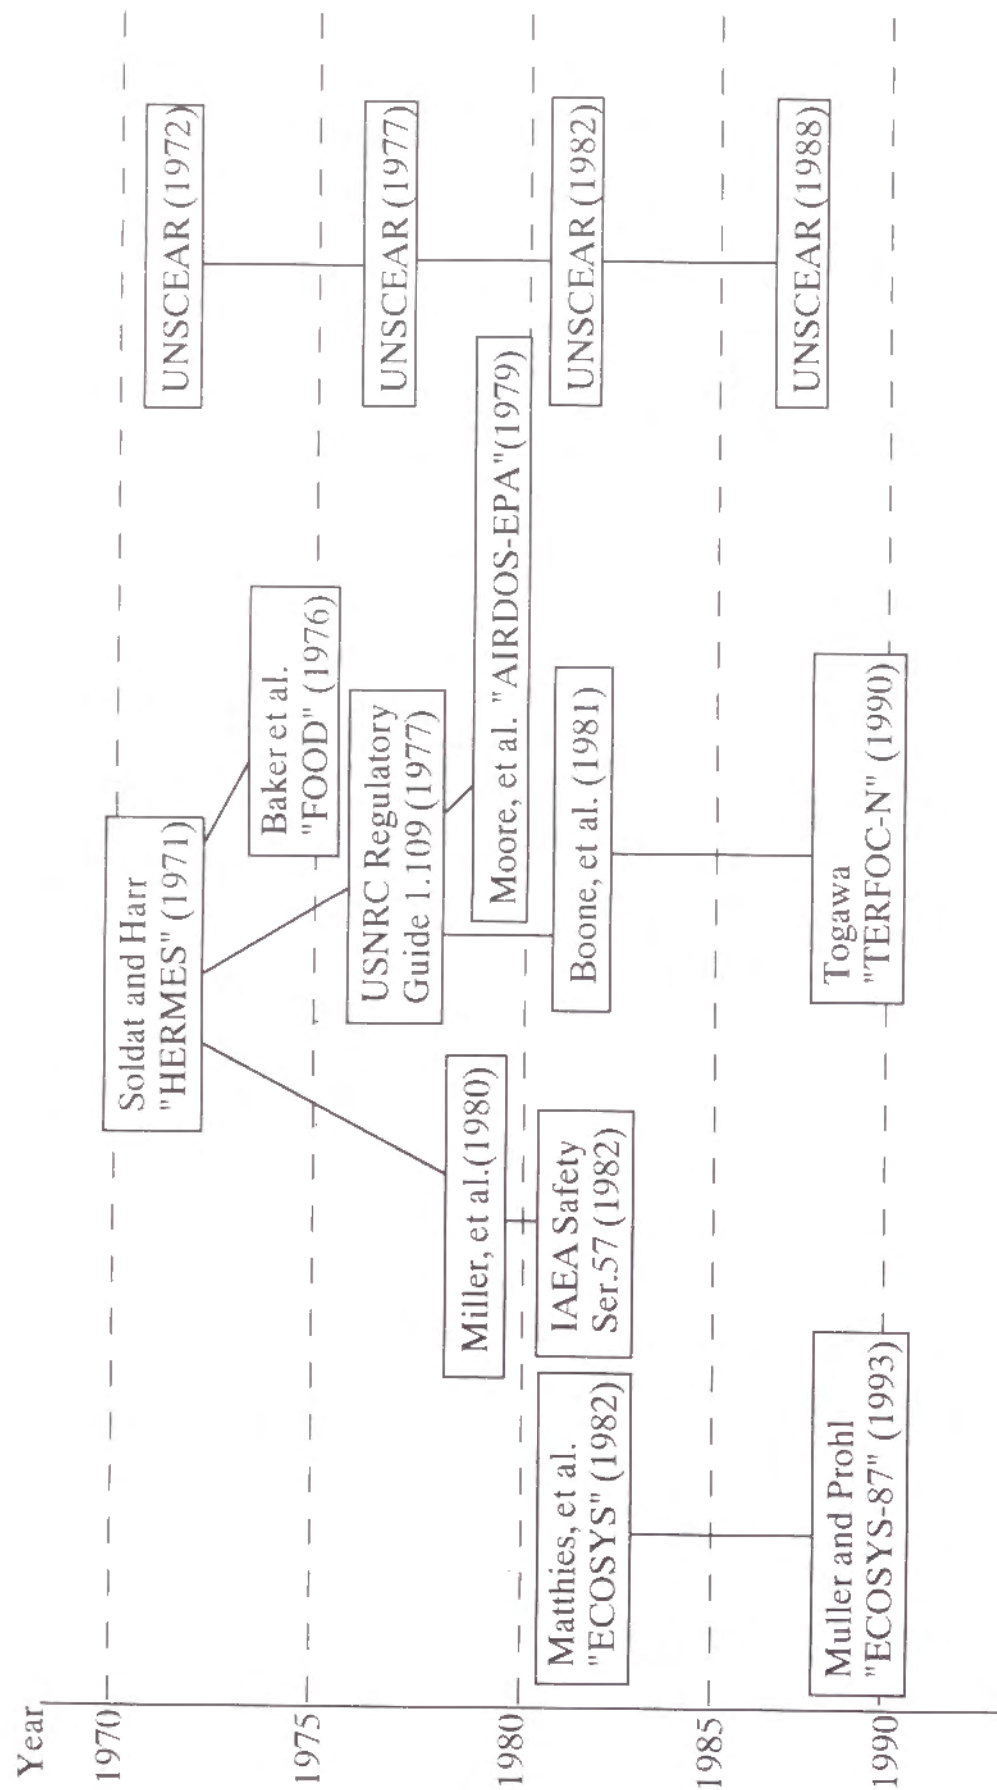 Year
1970
1975
1980
1985
1990
Soldat and Harr
"HERMES" (1971)
UNSCEAR (1972)
Baker et al.
"FOOD" (1976)
USNRC Regulatory
Guide 1.109 (1977)
UNSCEAR (1977)
Miller, et al.(1980)
Moore, et al. "AIRDOS-EPA"(1979)
Matthies, et al.
"ECOSYS" (1982)
IAEA Safety
Ser.57 (1982)
Boone, et al. (1981)
UNSCEAR (1982)
UNSCEAR (1988)
Muller and Prohl
"ECOSYS-87" (1993)
Togawa
"TERFOC-N" (1990)